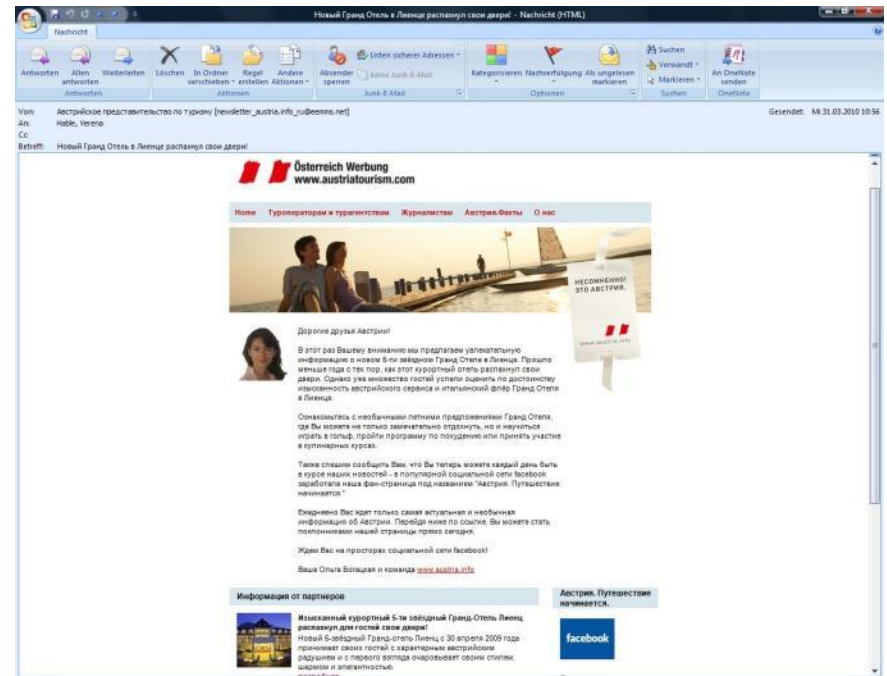 Новый Гранд Отель в Лиенце распахнул свои двери! - Nachricht (HTML)
Nachricht
Antworten
Allen antworten
Weiterleiten
Löschen
In Ordner verschieben
Regel erstellen
Andere Aktionen
Absender sperren
Listen sicherer Adressen
Keine Junk-E-Mail
Kategorisieren
Nachverfolgung
Als ungelesen markieren
Suchen
Verwandt
Markieren
An OneNote senden
Antworten
Aktionen
Junk-E-Mail
Optionen
Suchen
OneNote
Von: Австрийское представительство по туризму [newsletter_austria.info_ru@eemms.net]
Gesendet: Mi 31.03.2010 10:56
An: Hable, Verena
Cc:
Betreff: Новый Гранд Отель в Лиенце распахнул свои двери!
Österreich Werbung
www.austriatourism.com
Home Туроператорам и турагентствам Журналистам Австрия.Факты О нас
НЕСОМНЕННО!
ЭТО АВСТРИЯ.
www.austria.info
Дорогие друзья Австрии!
В этот раз Вашему вниманию мы предлагаем увлекательную
информацию о новом 5-ти звёздном Гранд Отеле в Лиенце. Прошло
меньше года с тех пор, как этот курортный отель распахнул свои
двери. Однако уже множество гостей успели оценить по достоинству
изысканность австрийского сервиса и итальянский флёр Гранд Отеля
в Лиенце.
Ознакомьтесь с необычными летними предложениями Гранд Отеля,
где Вы можете не только замечательно отдохнуть, но и научиться
играть в гольф, пройти программу по похудению или принять участие
в кулинарных курсах.
Также спешим сообщить Вам, что Вы теперь можете каждый день быть
в курсе наших новостей - в популярной социальной сети facebook
заработала наша фан-страница под названием "Австрия. Путешествие
начинается."
Ежедневно Вас ждет только самая актуальная и необычная
информация об Австрии. Перейдя ниже по ссылке, Вы можете стать
поклонниками нашей страницы прямо сегодня.
Ждем Вас на просторах социальной сети facebook!
Ваша Ольга Богацкая и команда www.austria.info
Информация от партнеров
Изысканный курортный 5-ти звёздный Гранд-Отель Лиенц
распахнул для гостей свои двери!
Новый 5-звёздный Гранд-отель Лиенц с 30 апреля 2009 года
принимает своих гостей с характерным австрийским
радушием и с первого взгляда очаровывает своим стилем,
шармом и элегантностью.
Австрия. Путешествие
начинается.
facebook